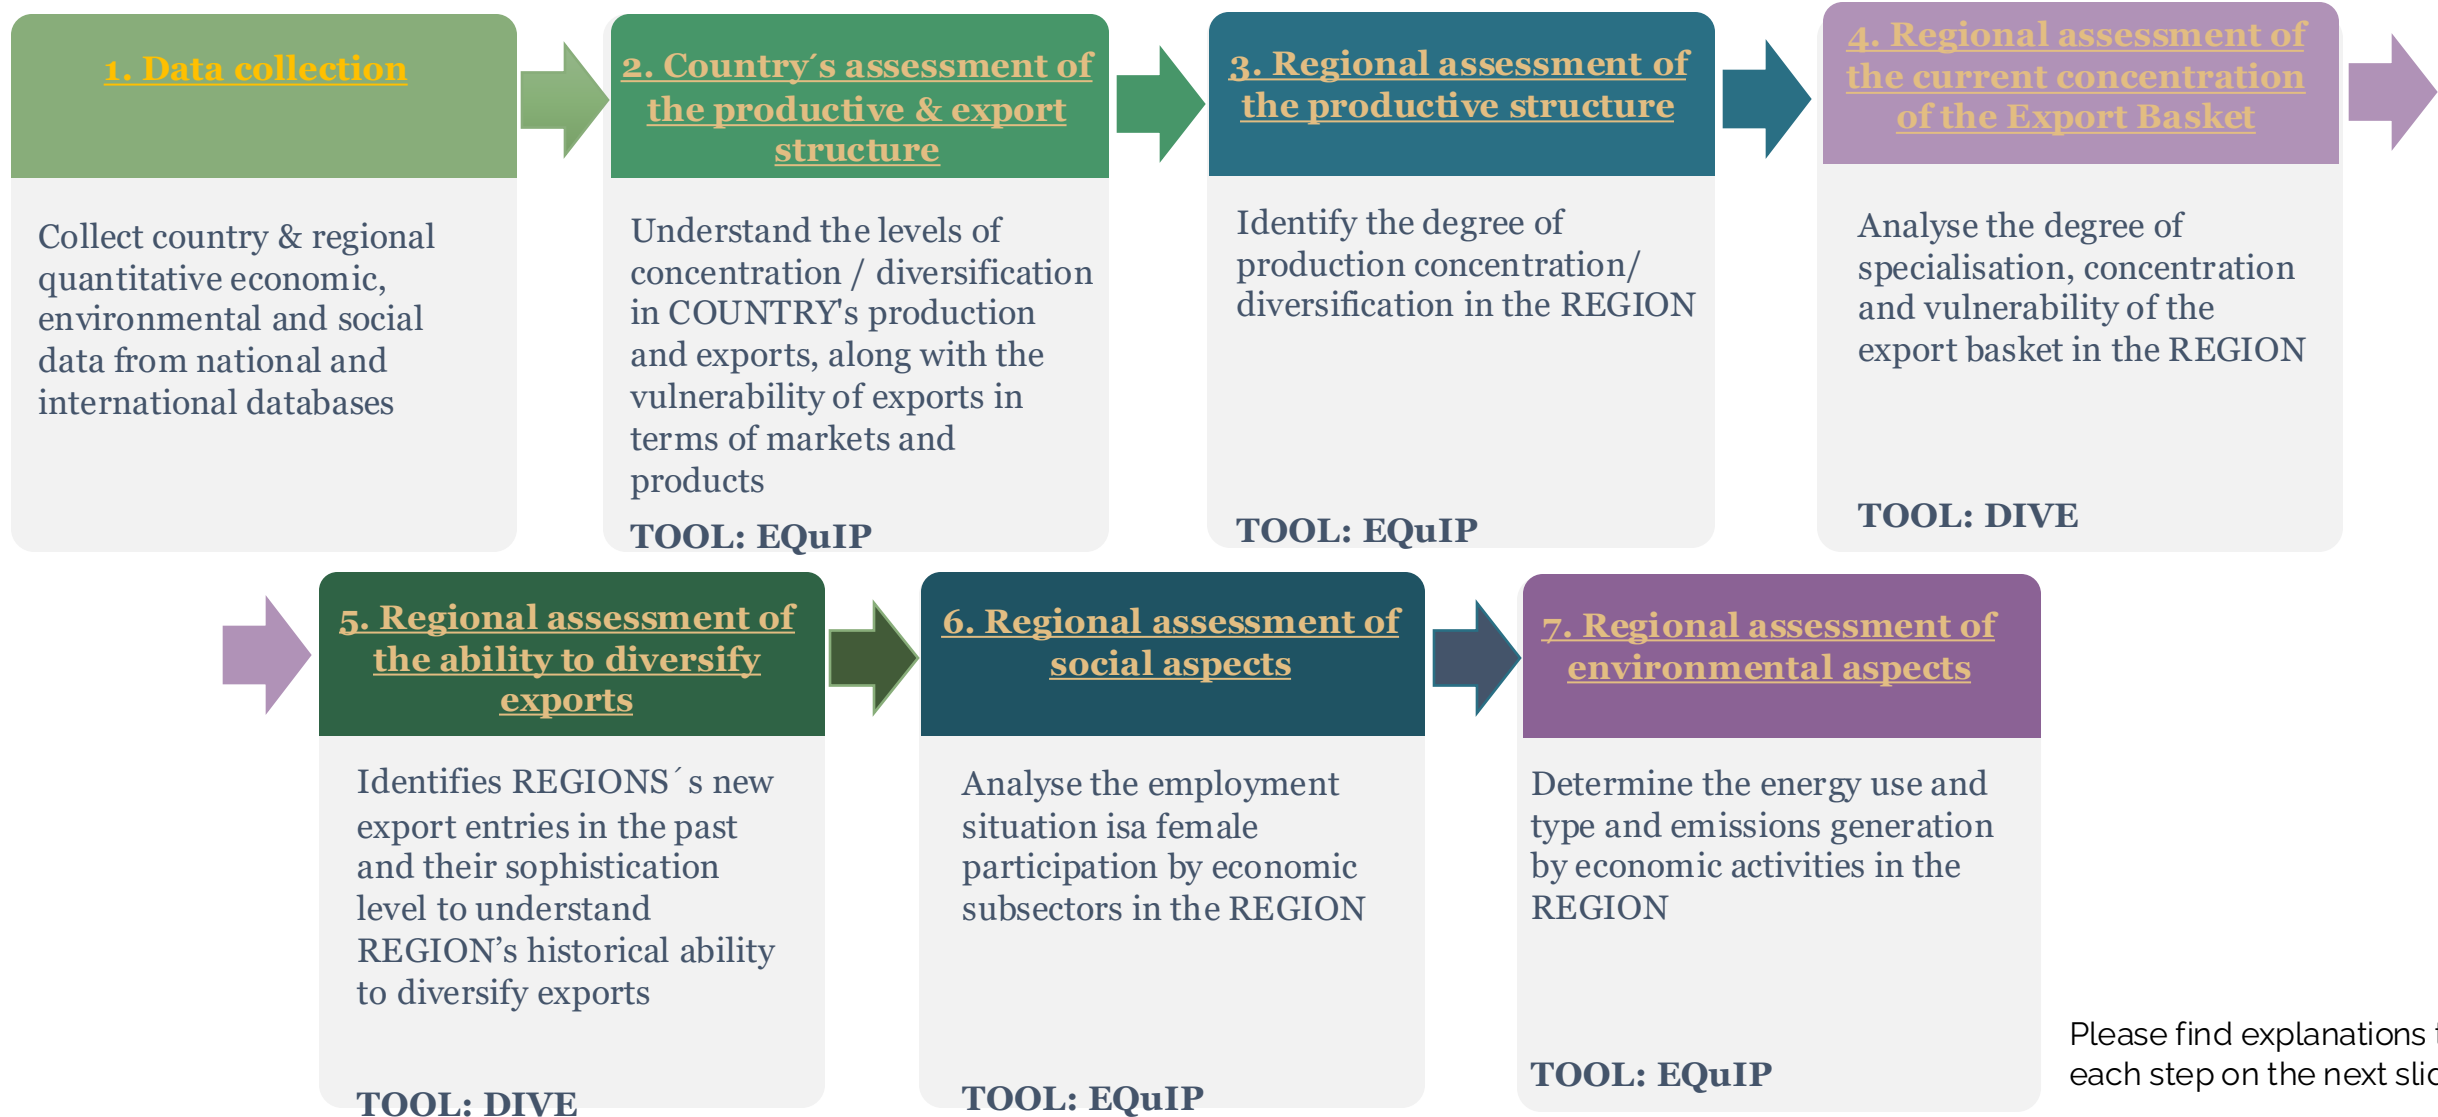 1. Data collection
Collect country & regional
quantitative economic,
environmental and social
data from national and
international databases
2. Country´s assessment of
the productive & export
structure
Understand the levels of
concentration / diversification
in COUNTRY's production
and exports, along with the
vulnerability of exports in
terms of markets and
products
TOOL: EQuIP
3. Regional assessment of
the productive structure
Identify the degree of
production concentration/
diversification in the REGION
TOOL: EQuIP
4. Regional assessment of
the current concentration
of the Export Basket
Analyse the degree of
specialisation, concentration
and vulnerability of the
export basket in the REGION
TOOL: DIVE
5. Regional assessment of
the ability to diversify
exports
Identifies REGIONS´s new
export entries in the past
and their sophistication
level to understand
REGION’s historical ability
to diversify exports
TOOL: DIVE
6. Regional assessment of
social aspects
Analyse the employment
situation isa female
participation by economic
subsectors in the REGION
TOOL: EQuIP
7. Regional assessment of
environmental aspects
Determine the energy use and
type and emissions generation
by economic activities in the
REGION
TOOL: EQuIP
Please find explanations
each step on the next